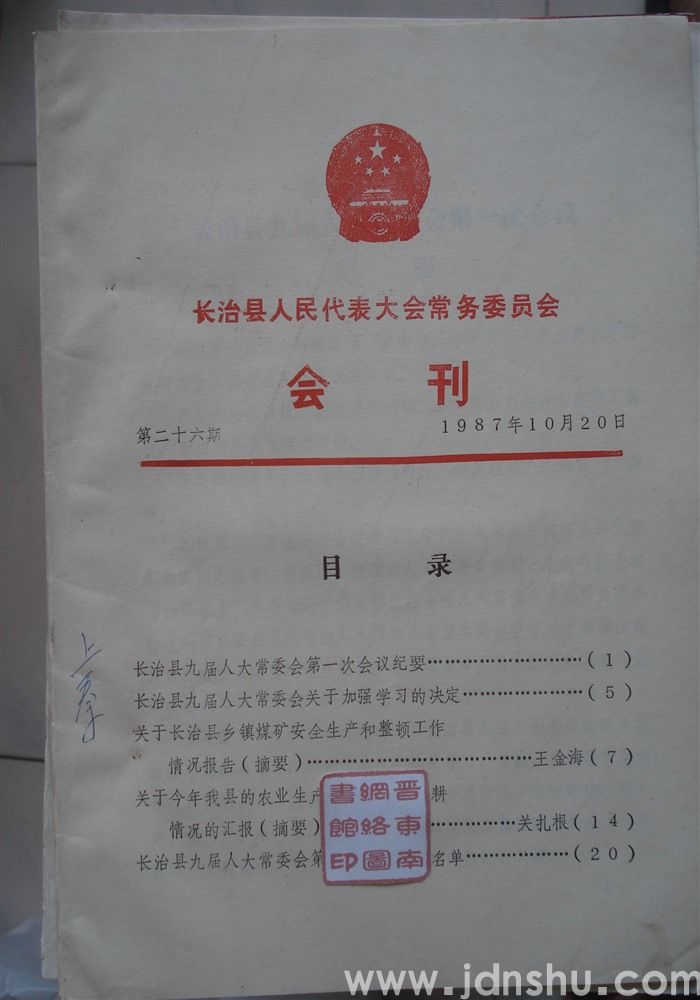 长治县人民代表大会常务委员会
会 刊
第二十六期 1987年10月20日
目 录
长治县九届人大常委会第一次会议纪要……………………(1)
长治县九届人大常委会关于加强学习的决定………………(5)
关于长治县乡镇煤矿安全生产和整顿工作
情况报告(摘要)………………………………王金海(7)
关于今年我县的农业生产 耕
情况的汇报(摘要) ……………关扎根(14)
长治县九届人大常委会第 名单……………(20)
上秦
晋东南
網絡圖
書館印
www.jdnshu.com